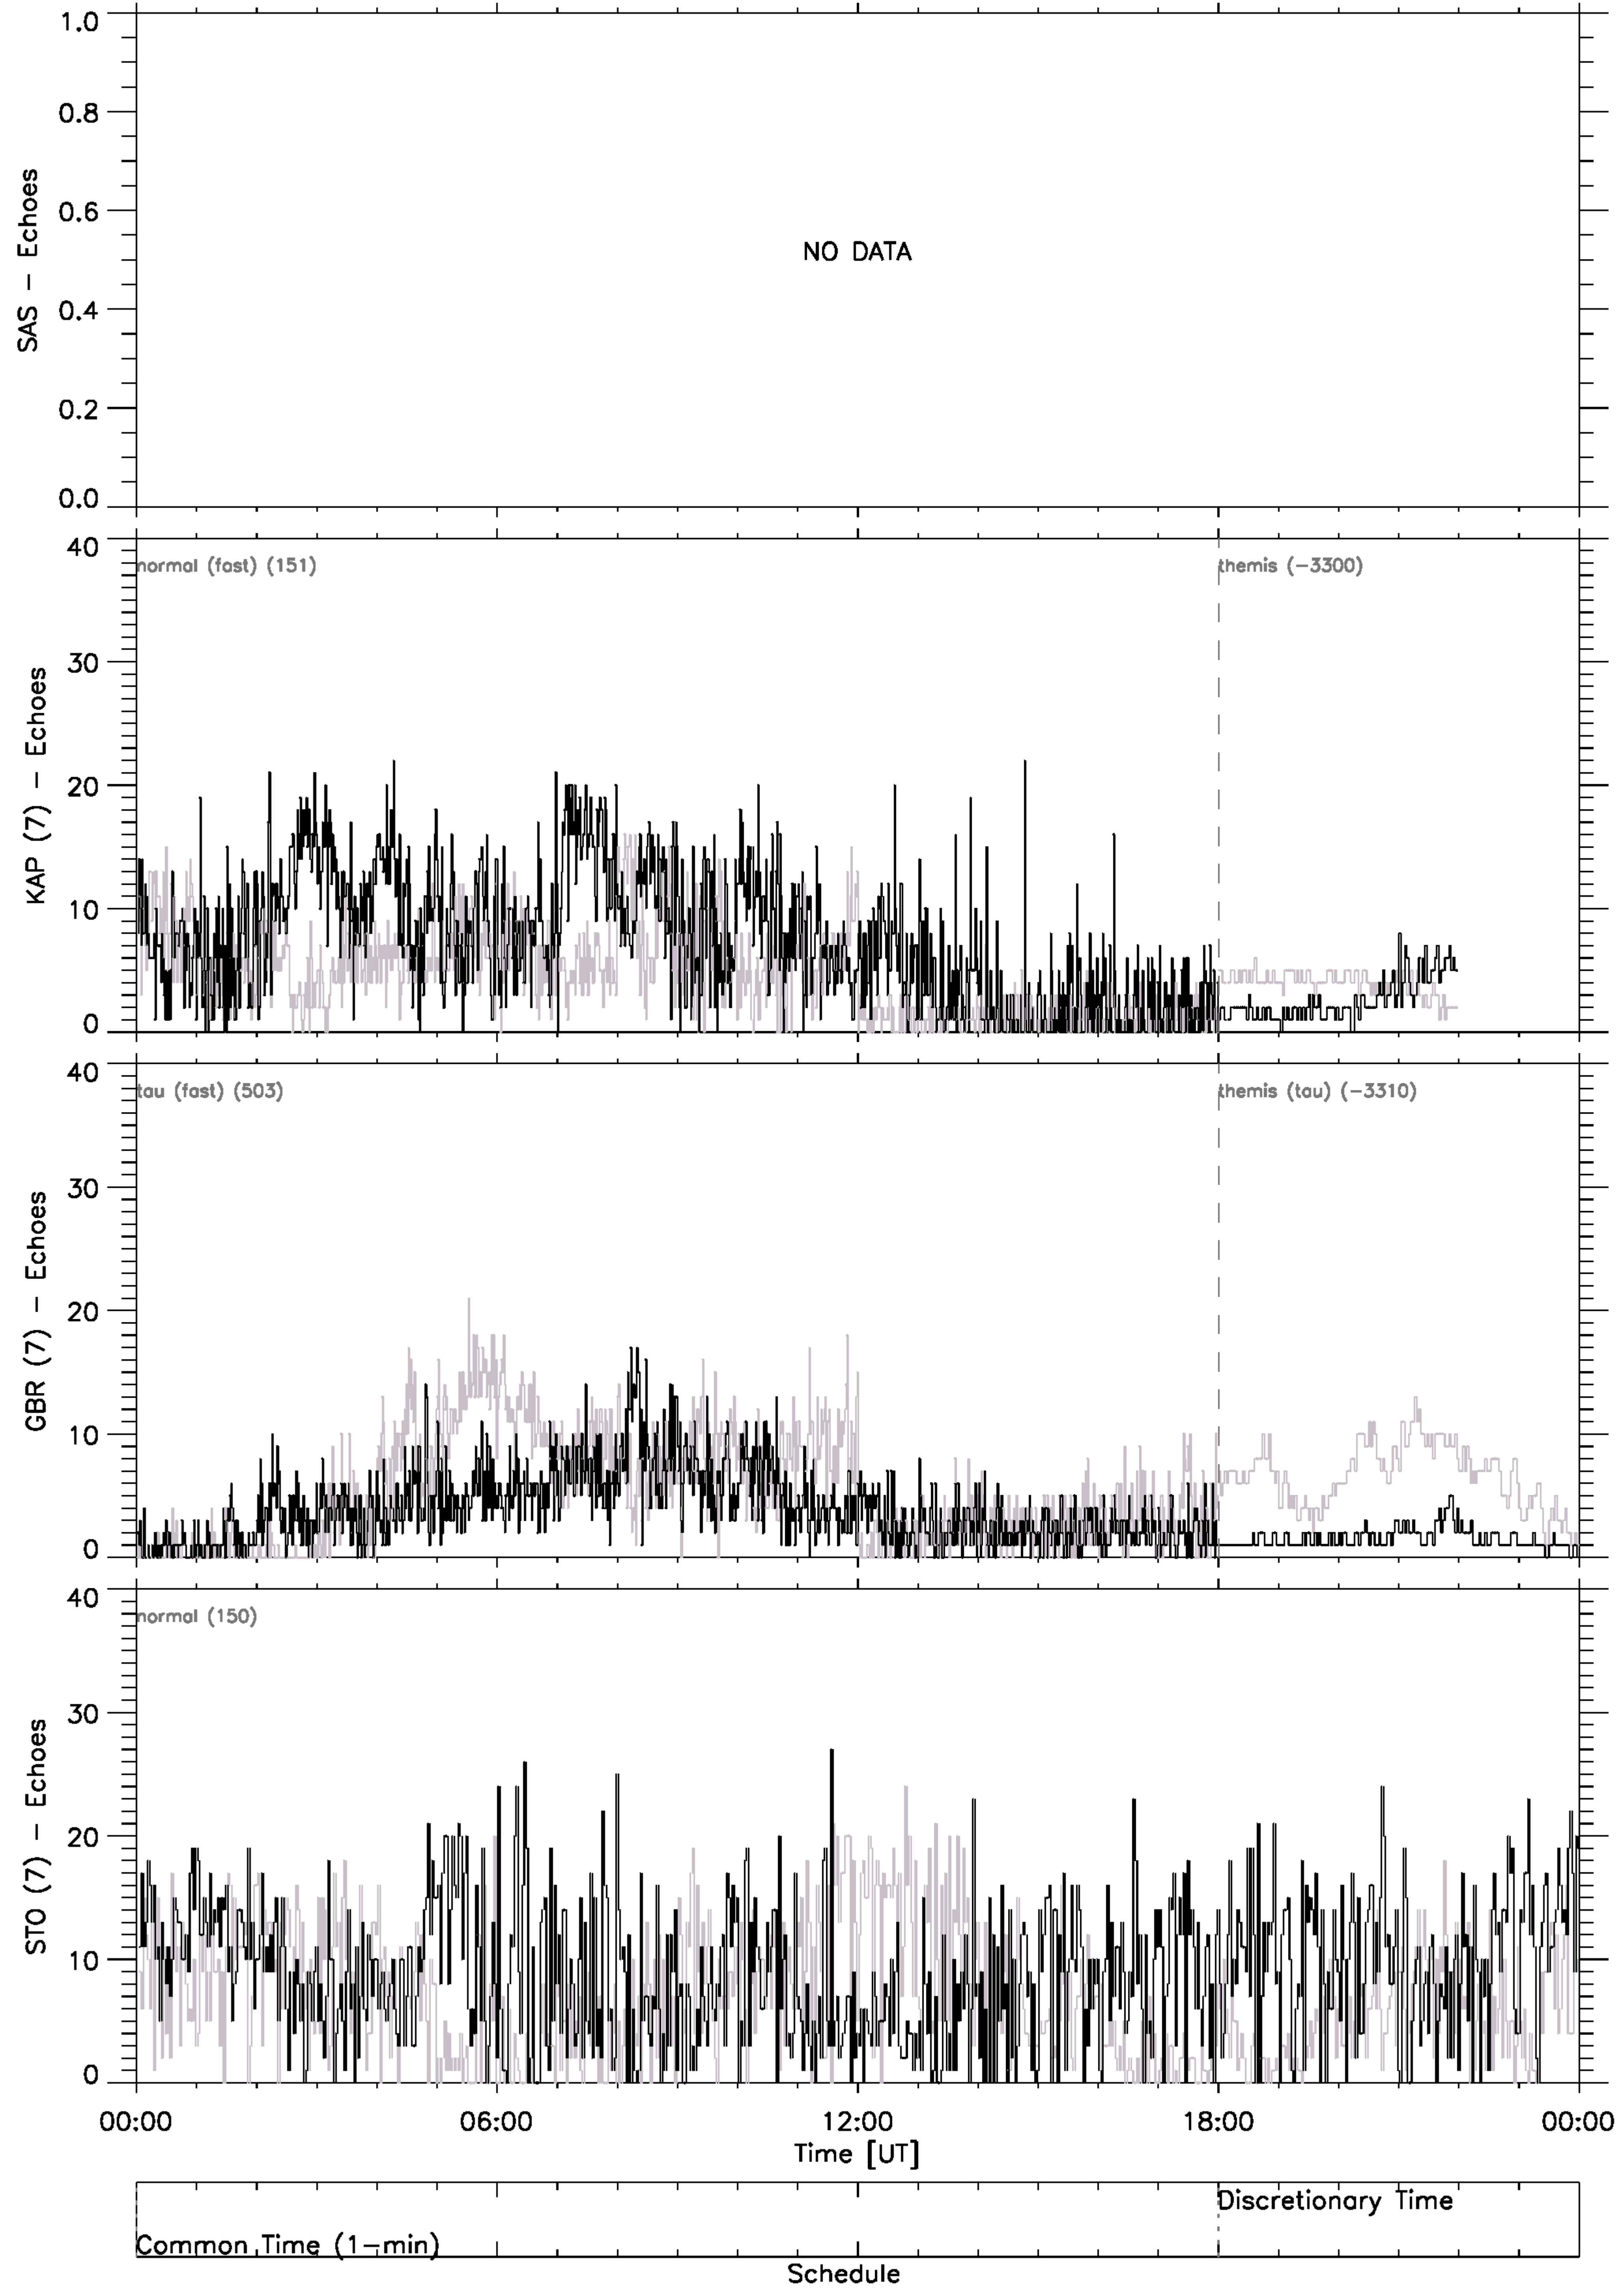 SAS − Echoes
1.0
0.8
0.6
0.4
0.2
0.0
NO DATA
KAP (7) − Echoes
40
30
20
10
0
normal (fast) (151)
themis (−3300)
GBR (7) − Echoes
40
30
20
10
0
tau (fast) (503)
themis (tau) (−3310)
STO (7) − Echoes
40
30
20
10
0
normal (150)
00:00 06:00 12:00 18:00 00:00
Time [UT]
Discretionary Time
Common Time (1−min)
Schedule